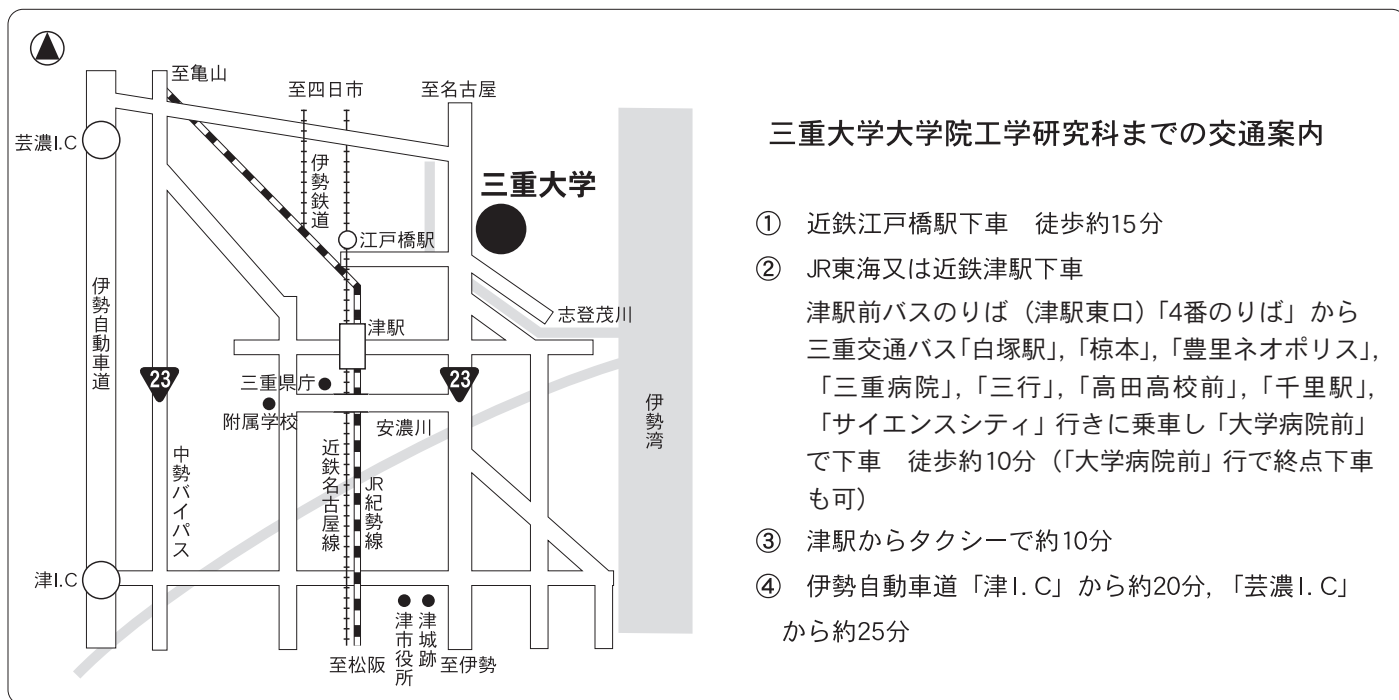 至亀山
至四日市
至名古屋
芸濃I.C
伊勢鉄道
三重大学
江戸橋駅
伊勢自動車道
志登茂川
津駅
23
23
三重県庁
附属学校
安濃川
伊勢湾
中勢バイパス
近鉄名古屋線
JR紀勢線
津I.C
津市役所
津城跡
至松阪
至伊勢
三重大学大学院工学研究科までの交通案内
① 近鉄江戸橋駅下車 徒歩約15分
② JR東海又は近鉄津駅下車
津駅前バスのりば（津駅東口）「4番のりば」から
三重交通バス「白塚駅」，「椋本」，「豊里ネオポリス」，
「三重病院」，「三行」，「高田高校前」，「千里駅」，
「サイエンスシティ」行きに乗車し「大学病院前」
で下車 徒歩約10分（「大学病院前」行で終点下車
も可）
③ 津駅からタクシーで約10分
④ 伊勢自動車道「津I．C」から約20分，「芸濃I．C」
から約25分